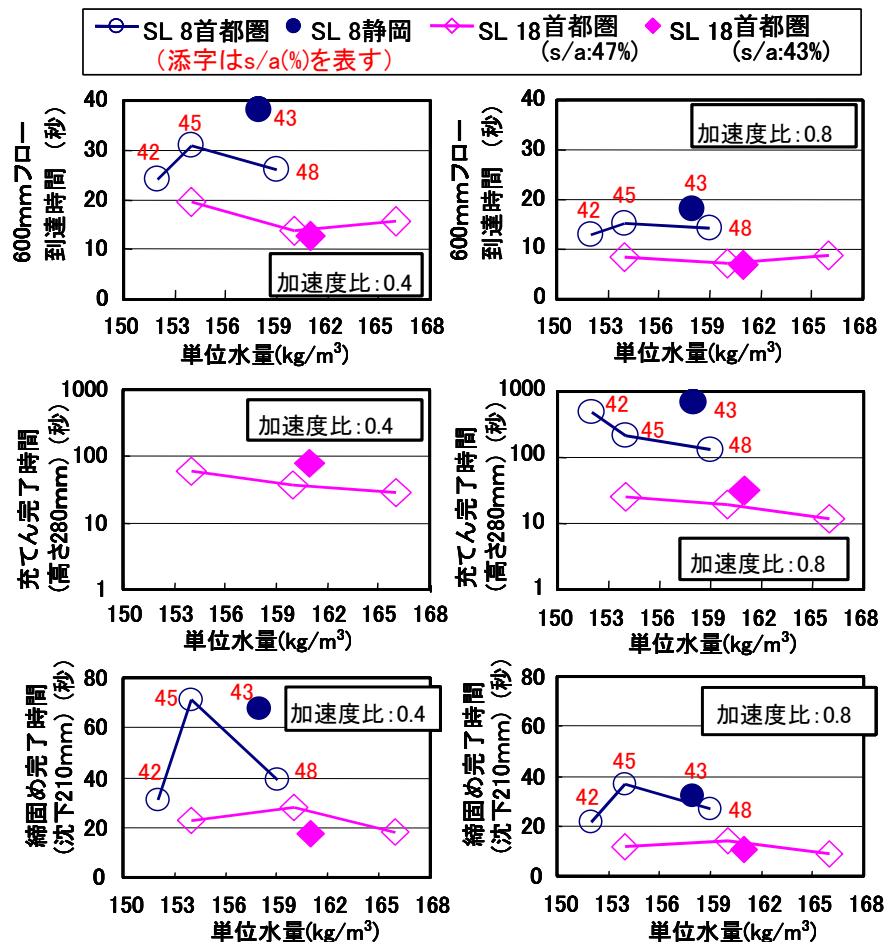 SL 8首都圏 SL 8静岡 SL 18首都圏 SL 18首都圏
(添字はs/a(%)を表す) (s/a:47%) (s/a:43%)
600mmフロー
到達時間 (秒)
40
30
20
10
0
42
45
43
48
加速度比:0.4
150 153 156 159 162 165 168
単位水量(kg/m³)
600mmフロー
到達時間 (秒)
40
30
20
10
0
加速度比:0.8
42
45
43
48
150 153 156 159 162 165 168
単位水量(kg/m³)
充てん完了時間
(高さ280mm) (秒)
1000
100
10
1
加速度比:0.4
150 153 156 159 162 165 168
単位水量(kg/m³)
充てん完了時間
(高さ280mm) (秒)
1000
100
10
1
42
45
43
48
加速度比:0.8
150 153 156 159 162 165 168
単位水量(kg/m³)
締固め完了時間
(沈下210mm) (秒)
80
60
40
20
0
42
45
43
48
加速度比:0.4
150 153 156 159 162 165 168
単位水量(kg/m³)
締固め完了時間
(沈下210mm) (秒)
80
60
40
20
0
加速度比:0.8
42
45
43
48
150 153 156 159 162 165 168
単位水量(kg/m³)